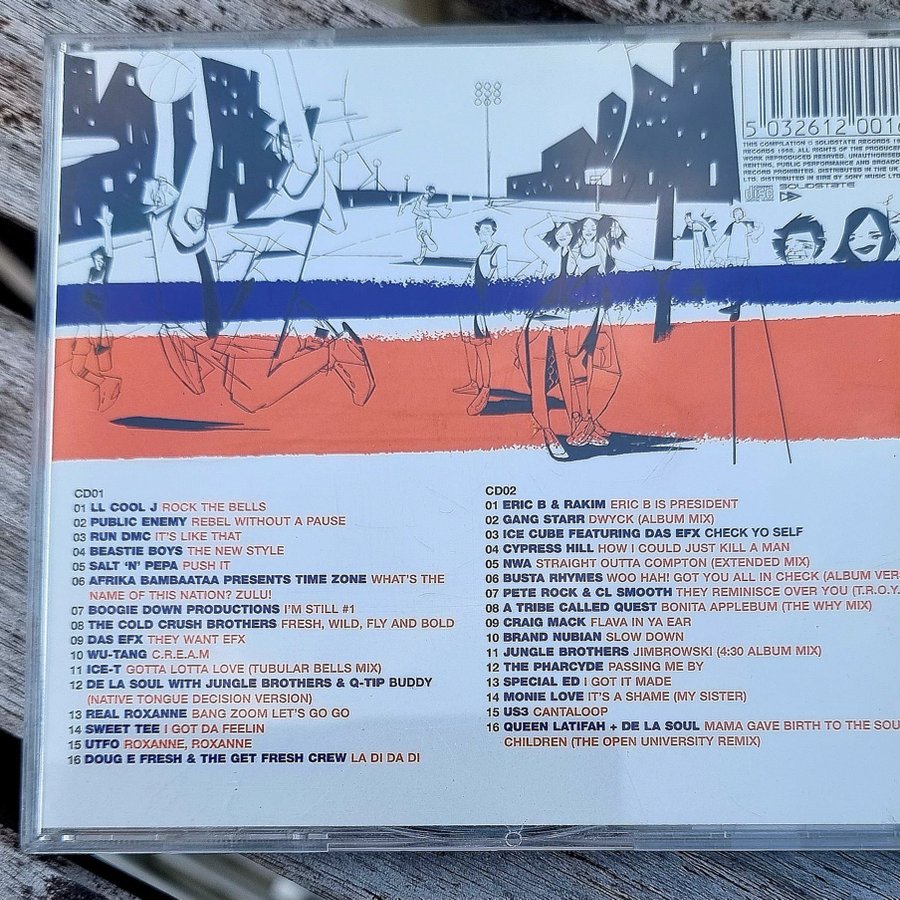 5 032612 001
THIS COMPILATION © SOLIDSTATE RECORDS
RECORDS 1998. ALL RIGHTS OF THE PRODUCER
WORK REPRODUCED RESERVED. UNAUTHORISED
RENTING, PUBLIC PERFORMANCE AND
RECORD PROHIBITED. DISTRIBUTED IN THE UK
LTD. DISTRIBUTED IN EIRE BY SONY MUSIC LTD
SOLIDSTATE
CD01
01 LL COOL J ROCK THE BELLS
02 PUBLIC ENEMY REBEL WITHOUT A PAUSE
03 RUN DMC IT'S LIKE THAT
04 BEASTIE BOYS THE NEW STYLE
05 SALT 'N' PEPA PUSH IT
06 AFRIKA BAMBAATAA PRESENTS TIME ZONE WHAT'S THE
NAME OF THIS NATION? ZULU!
07 BOOGIE DOWN PRODUCTIONS I'M STILL #1
08 THE COLD CRUSH BROTHERS FRESH, WILD, FLY AND BOLD
09 DAS EFX THEY WANT EFX
10 WU-TANG C.R.E.A.M
11 ICE-T GOTTA LOTTA LOVE (TUBULAR BELLS MIX)
12 DE LA SOUL WITH JUNGLE BROTHERS & Q-TIP BUDDY
(NATIVE TONGUE DECISION VERSION)
13 REAL ROXANNE BANG ZOOM LET'S GO GO
14 SWEET TEE I GOT DA FEELIN
15 UTFO ROXANNE, ROXANNE
16 DOUG E FRESH & THE GET FRESH CREW LA DI DA DI
CD02
01 ERIC B & RAKIM ERIC B IS PRESIDENT
02 GANG STARR DWYCK (ALBUM MIX)
03 ICE CUBE FEATURING DAS EFX CHECK YO SELF
04 CYPRESS HILL HOW I COULD JUST KILL A MAN
05 NWA STRAIGHT OUTTA COMPTON (EXTENDED MIX)
06 BUSTA RHYMES WOO HAH! GOT YOU ALL IN CHECK (ALBUM VER
07 PETE ROCK & CL SMOOTH THEY REMINISCE OVER YOU (T.R.O.Y.
08 A TRIBE CALLED QUEST BONITA APPLEBUM (THE WHY MIX)
09 CRAIG MACK FLAVA IN YA EAR
10 BRAND NUBIAN SLOW DOWN
11 JUNGLE BROTHERS JIMBROWSKI (4:30 ALBUM MIX)
12 THE PHARCYDE PASSING ME BY
13 SPECIAL ED I GOT IT MADE
14 MONIE LOVE IT'S A SHAME (MY SISTER)
15 US3 CANTALOOP
16 QUEEN LATIFAH + DE LA SOUL MAMA GAVE BIRTH TO THE SOU
CHILDREN (THE OPEN UNIVERSITY REMIX)